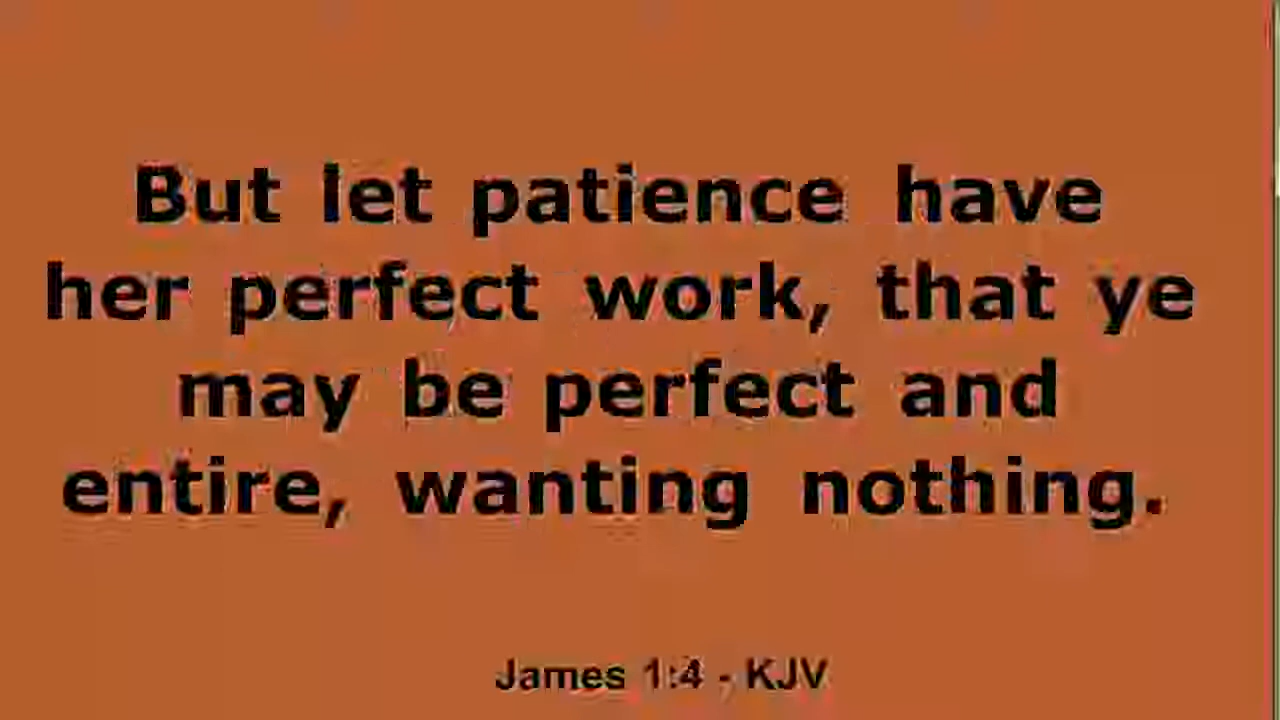 But let patience have
her perfect work, that ye
may be perfect and
entire, wanting nothing.
James 1:4 - KJV